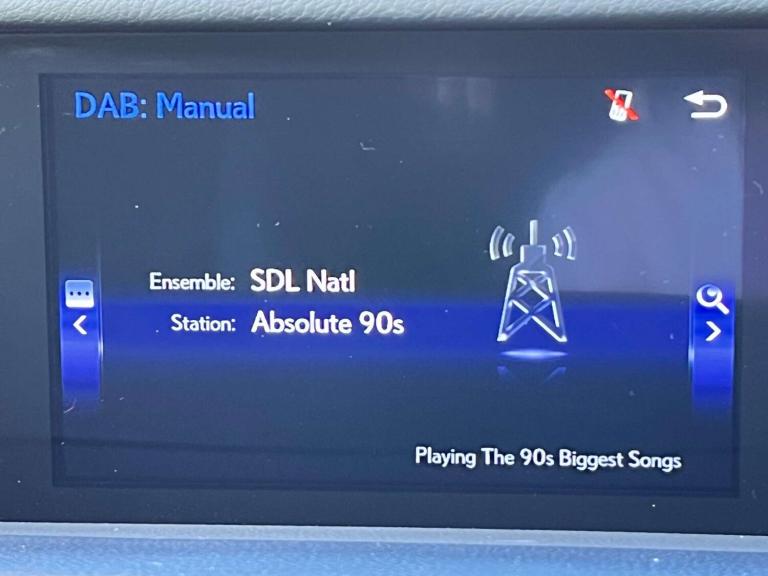 DAB: Manual
Ensemble: SDL Natl
Station: Absolute 90s
Playing The 90s Biggest Songs